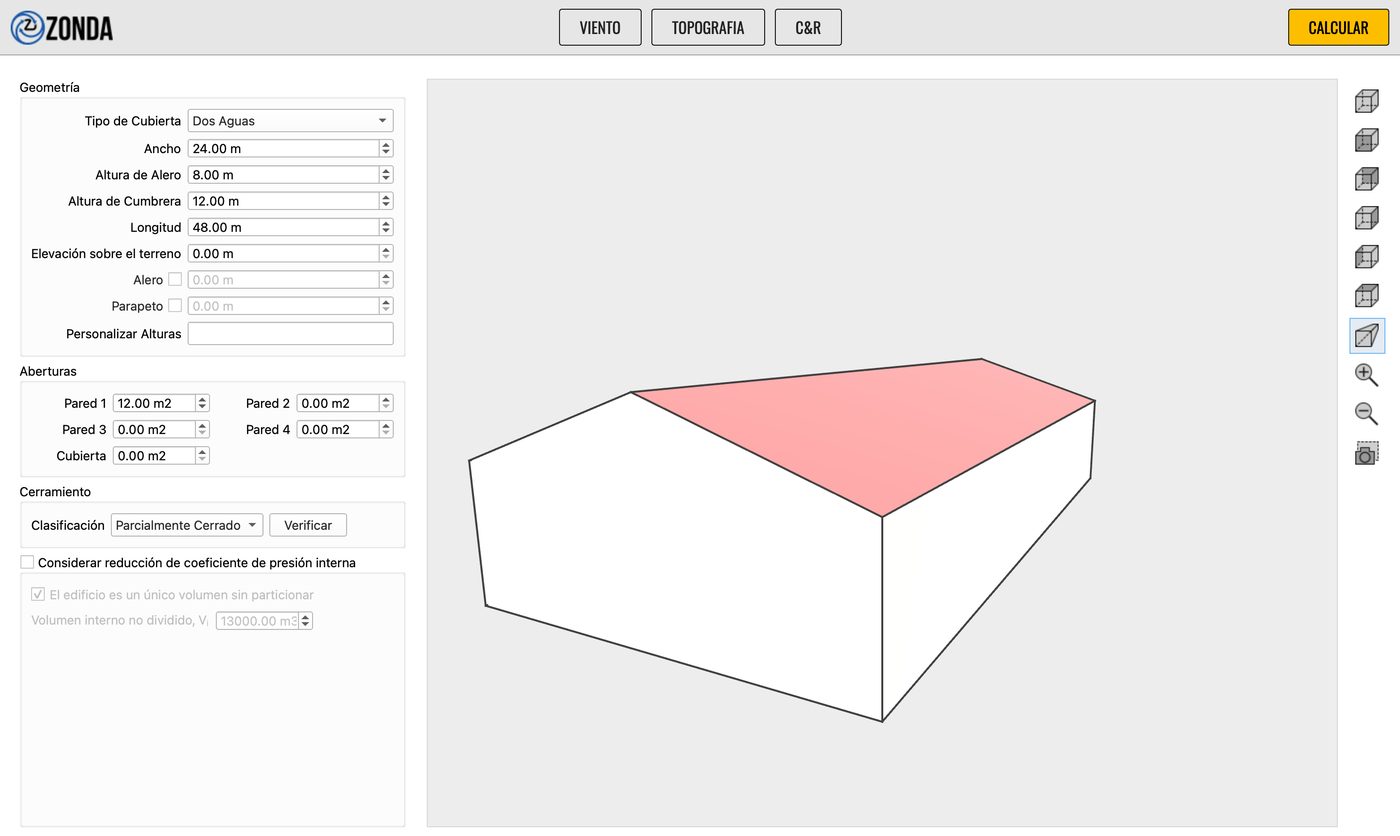 ZONDA
VIENTO
TOPOGRAFIA
C&R
CALCULAR
Geometría
Tipo de Cubierta Dos Aguas
Ancho 24.00 m
Altura de Alero 8.00 m
Altura de Cumbrera 12.00 m
Longitud 48.00 m
Elevación sobre el terreno 0.00 m
Alero 0.00 m
Parapeto 0.00 m
Personalizar Alturas
Aberturas
Pared 1 12.00 m2 Pared 2 0.00 m2
Pared 3 0.00 m2 Pared 4 0.00 m2
Cubierta 0.00 m2
Cerramiento
Clasificación Parcialmente Cerrado Verificar
Considerar reducción de coeficiente de presión interna
El edificio es un único volumen sin particionar
Volumen interno no dividido, V 13000.00 m3